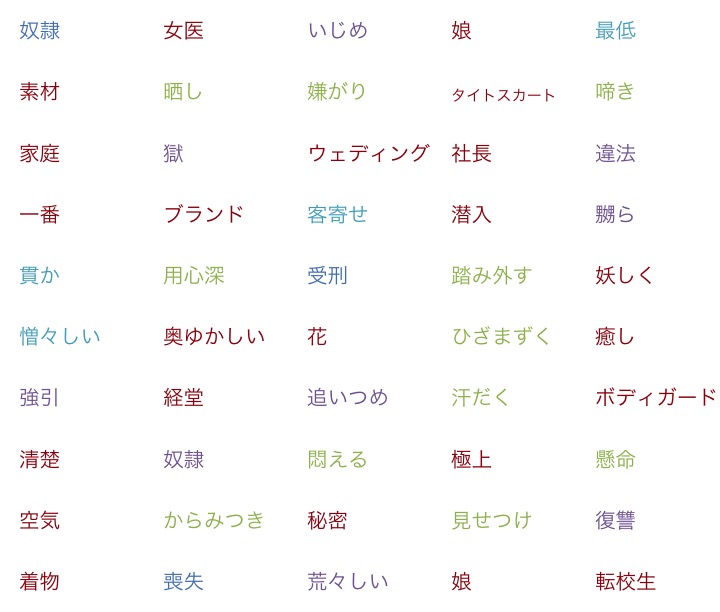 奴隷 女医 いじめ 娘 最低
素材 晒し 嫌がり タイトスカート 啼き
家庭 獄 ウェディング 社長 違法
一番 ブランド 客寄せ 潜入 嬲ら
貫か 用心深 受刑 踏み外す 妖しく
憎々しい 奥ゆかしい 花 ひざまずく 癒し
強引 経堂 追いつめ 汗だく ボディガード
清楚 奴隷 悶える 極上 懸命
空気 からみつき 秘密 見せつけ 復讐
着物 喪失 荒々しい 娘 転校生